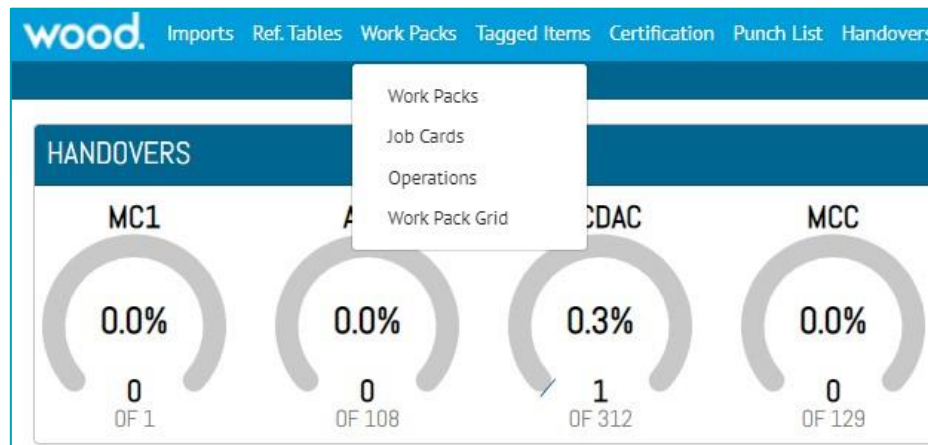 wood. Imports Ref. Tables Work Packs Tagged Items Certification Punch List Handovers
Work Packs
Job Cards
Operations
Work Pack Grid
HANDOVERS
MC1 CDAC MCC
0.0% 0.0% 0.3% 0.0%
0 0 1 0
OF 1 OF 108 OF 312 OF 129